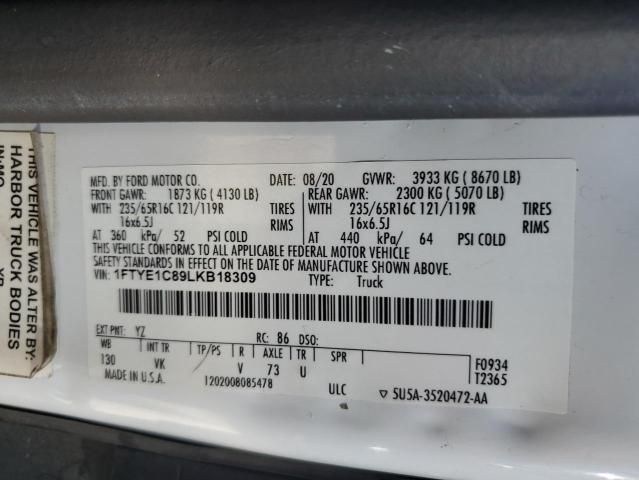 MFD. BY FORD MOTOR CO. DATE: 08/20 GVWR: 3933 KG (8670 LB)
FRONT GAWR: 1873 KG (4130 LB) REAR GAWR: 2300 KG (5070 LB)
WITH 235/65R16C 121/119R TIRES WITH 235/65R16C 121/119R TIRES
16x6.5J RIMS 16x6.5J RIMS
AT 360 kPa/ 52 PSI COLD AT 440 kPa/ 64 PSI COLD
THIS VEHICLE CONFORMS TO ALL APPLICABLE FEDERAL MOTOR VEHICLE
SAFETY STANDARDS IN EFFECT ON THE DATE OF MANUFACTURE SHOWN ABOVE.
VIN: 1FTYE1C89LKB18309 TYPE: Truck
EXT PNT: YZ RC: 86 DSO:
WB INT TR TP/PS R AXLE TR SPR F0934
130 VK V 73 U T2365
MADE IN U.S.A. 1202008085478 ULC 5U5A-3520472-AA
THIS VEHICLE WAS ALTER BY:
HARBOR TRUCK BODIES
IN:MO.